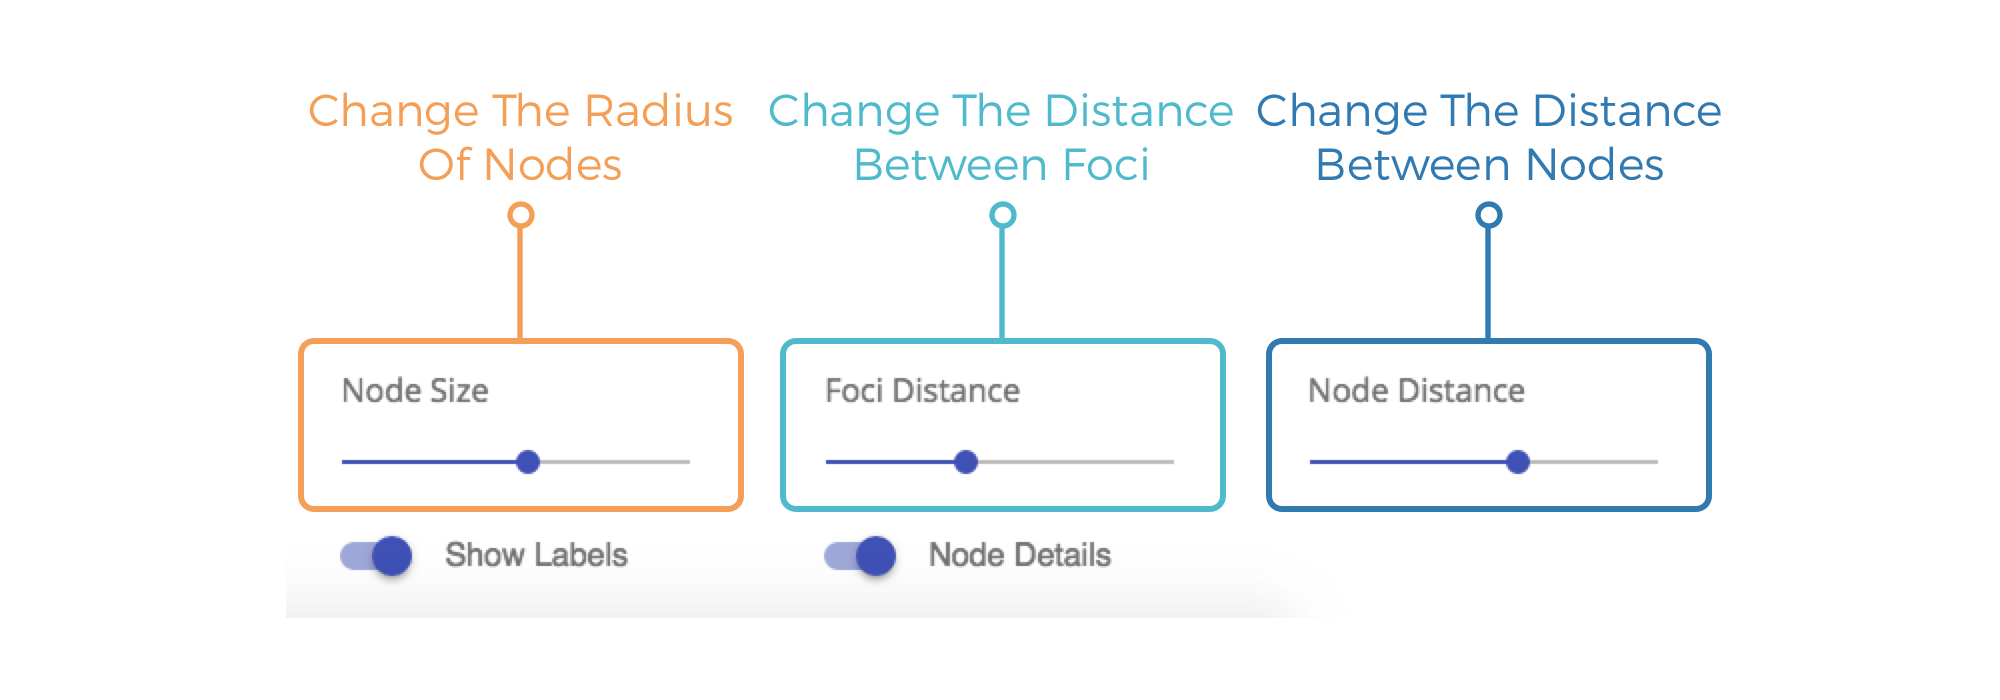 Change The Radius
Of Nodes
Change The Distance
Between Foci
Change The Distance
Between Nodes
Node Size
Foci Distance
Node Distance
Show Labels
Node Details